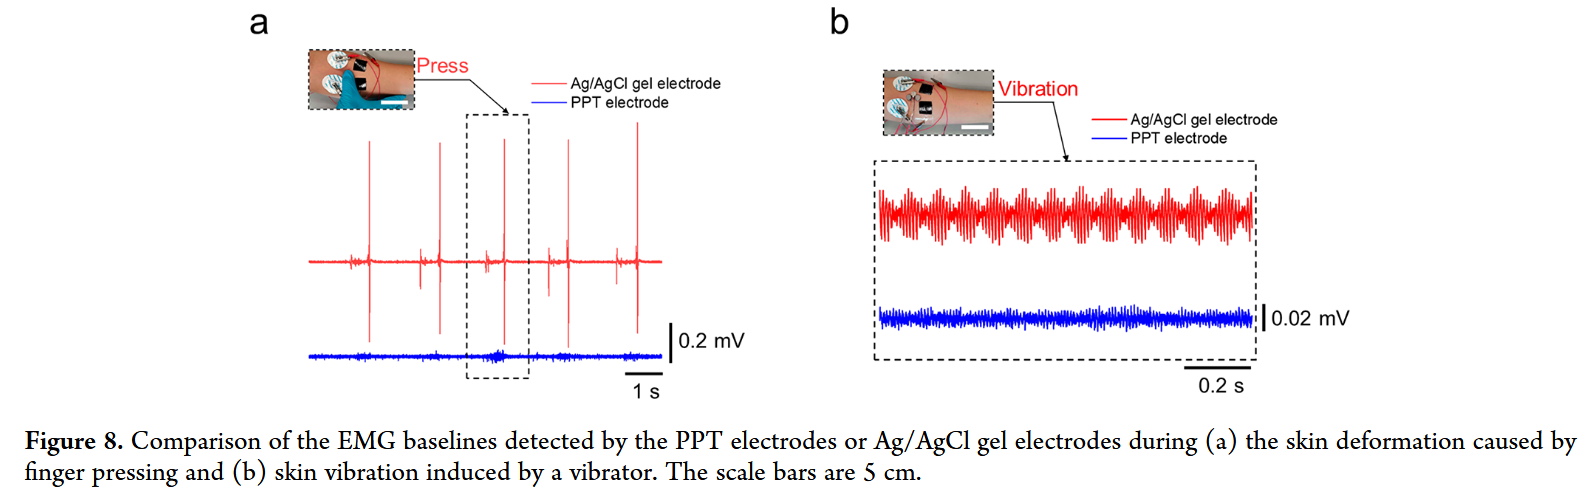 a
Press
Ag/AgCl gel electrode
PPT electrode
0.2 mV
1 s
b
Vibration
Ag/AgCl gel electrode
PPT electrode
0.02 mV
0.2 s
Figure 8. Comparison of the EMG baselines detected by the PPT electrodes or Ag/AgCl gel electrodes during (a) the skin deformation caused by
finger pressing and (b) skin vibration induced by a vibrator. The scale bars are 5 cm.